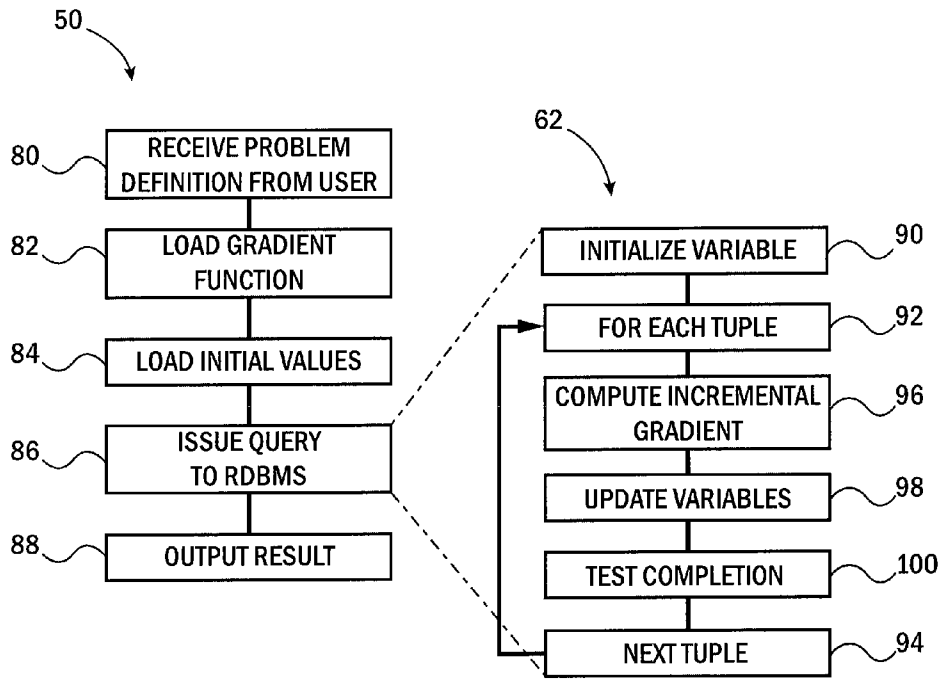 50
80
RECEIVE PROBLEM
DEFINITION FROM USER
82
LOAD GRADIENT
FUNCTION
84
LOAD INITIAL VALUES
86
ISSUE QUERY
TO RDBMS
88
OUTPUT RESULT
62
INITIALIZE VARIABLE
90
FOR EACH TUPLE
92
COMPUTE INCREMENTAL
GRADIENT
96
UPDATE VARIABLES
98
TEST COMPLETION
100
NEXT TUPLE
94